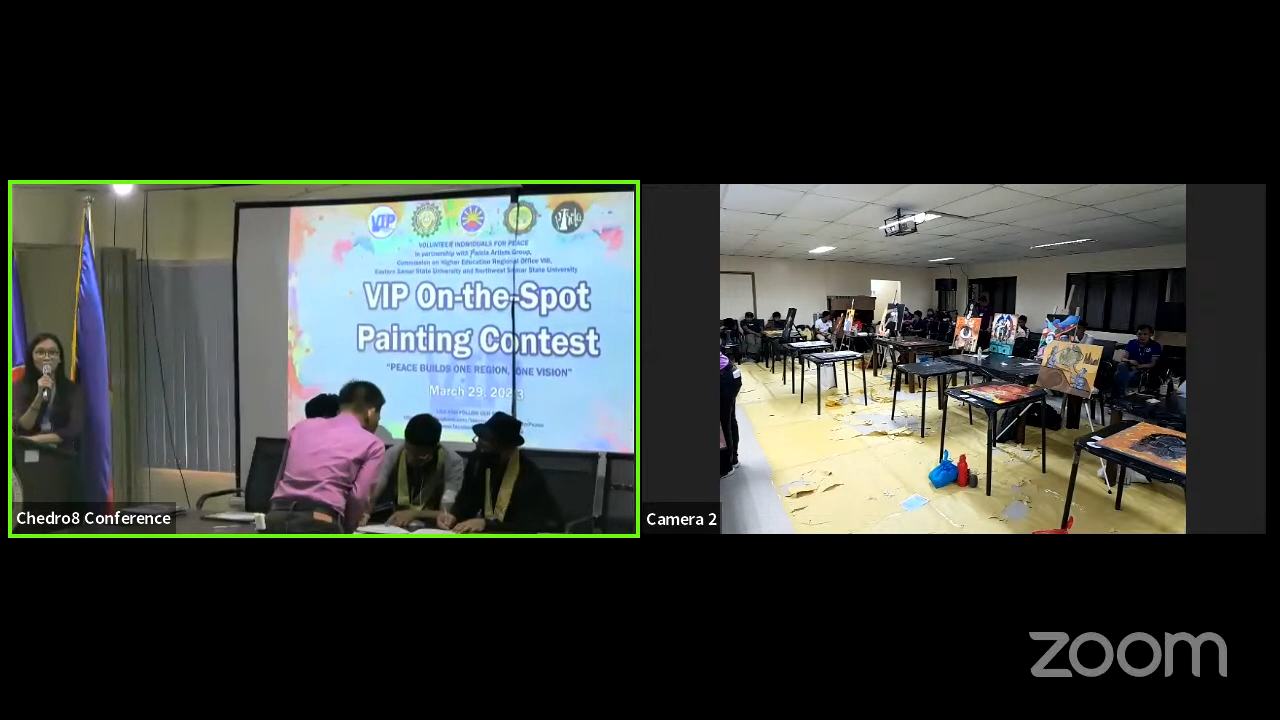 VIP
VOLUNTEER INDIVIDUALS FOR PEACE
in partnership with Artists Group,
Commission on Higher Education Regional Office VIII,
Eastern Samar State University and Northwest Samar State University
VIP On-the-Spot
Painting Contest
"PEACE BUILDS ONE REGION, ONE VISION"
March 29, 2023
Chedro8 Conference
Camera 2
zoom